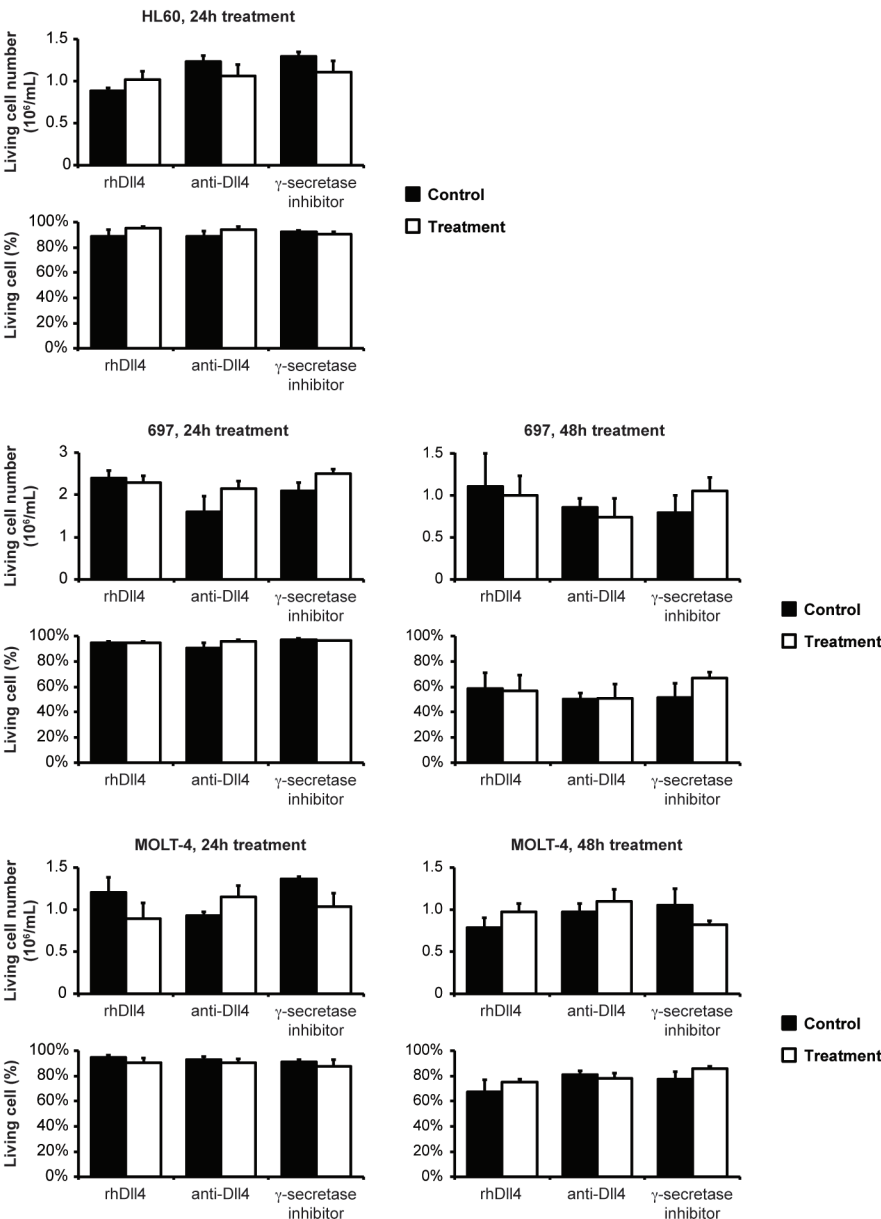 HL60, 24h treatment
Living cell number
(10⁶/mL)
1.5
1.0
0.5
0
rhDll4
anti-Dll4
γ-secretase
inhibitor
Control
Treatment
Living cell (%)
100%
80%
60%
40%
20%
0%
rhDll4
anti-Dll4
γ-secretase
inhibitor
697, 24h treatment
Living cell number
(10⁶/mL)
3
2
1
0
rhDll4
anti-Dll4
γ-secretase
inhibitor
697, 48h treatment
1.5
1.0
0.5
0
rhDll4
anti-Dll4
γ-secretase
inhibitor
Control
Treatment
Living cell (%)
100%
80%
60%
40%
20%
0%
rhDll4
anti-Dll4
γ-secretase
inhibitor
100%
80%
60%
40%
20%
0%
rhDll4
anti-Dll4
γ-secretase
inhibitor
MOLT-4, 24h treatment
Living cell number
(10⁶/mL)
1.5
1.0
0.5
0
rhDll4
anti-Dll4
γ-secretase
inhibitor
MOLT-4, 48h treatment
1.5
1.0
0.5
0
rhDll4
anti-Dll4
γ-secretase
inhibitor
Control
Treatment
Living cell (%)
100%
80%
60%
40%
20%
0%
rhDll4
anti-Dll4
γ-secretase
inhibitor
100%
80%
60%
40%
20%
0%
rhDll4
anti-Dll4
γ-secretase
inhibitor